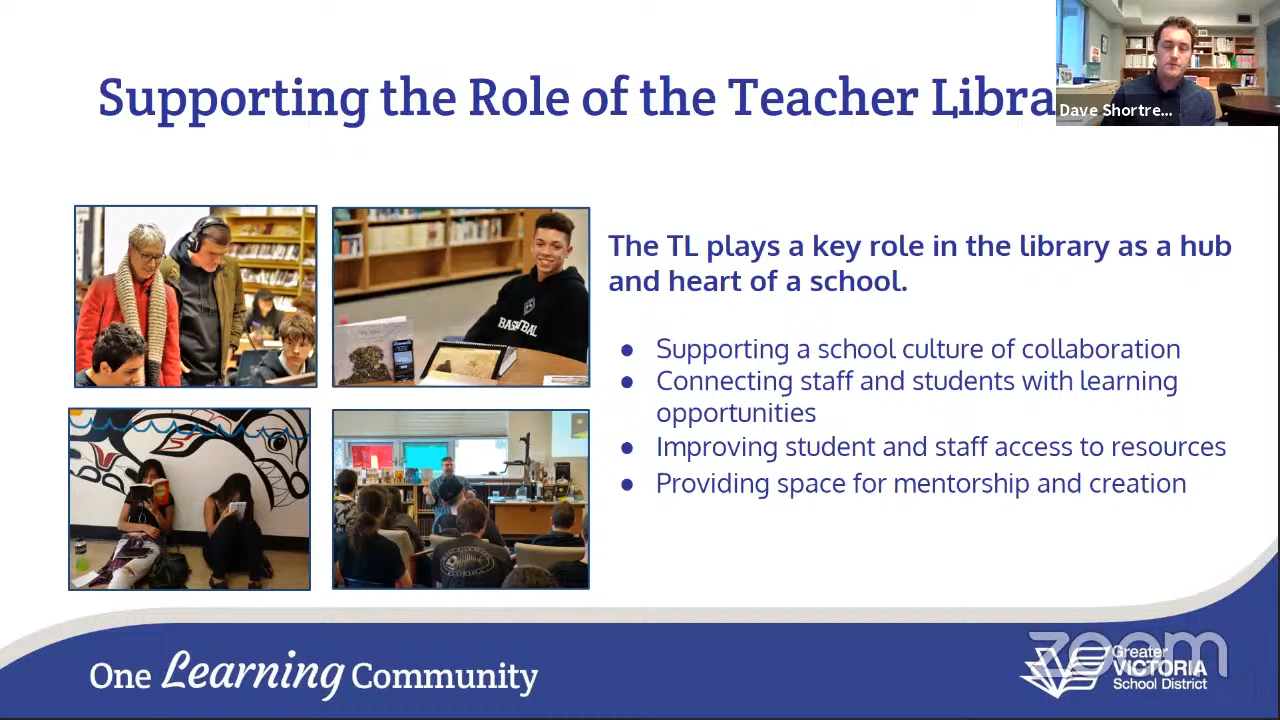 Supporting the Role of the Teacher Libra
Dave Shortre...
The TL plays a key role in the library as a hub
and heart of a school.
● Supporting a school culture of collaboration
● Connecting staff and students with learning
opportunities
● Improving student and staff access to resources
● Providing space for mentorship and creation
BASKETBALL
One Learning Community
zoom
Greater
VICTORIA
School District